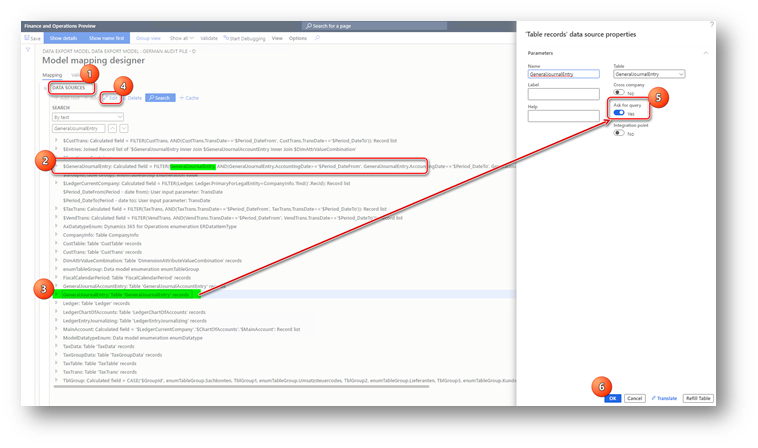 Finance and Operations Preview
Search for a page
Save
Show details
Show name first
Group view
Show all
Validate
Start Debugging
View
Options
DATA EXPORT MODEL DATA EXPORT MODEL : GERMAN AUDIT FILE - D
Model mapping designer
Mapping
1
4
DATA SOURCES
Edit
Delete
Search
Cache
SEARCH
By text
GeneralJournalEntry
$CustTrans: Calculated field = FILTER(CustTrans, AND(CustTrans.TransDate>='$Period_DateFrom', CustTrans.TransDate<='$Period_DateTo')): Record list
$Entries: Joined Record list of '$GeneralJournalEntry Inner Join $GeneralJournalAccountEntry Inner Join $DimAttrValueCombination'
2
$GeneralJournalEntry: Calculated field = FILTER(GeneralJournalEntry, AND(GeneralJournalEntry.AccountingDate>='$Period_DateFrom', GeneralJournalEntry.AccountingDate<='$Period_DateTo', Gen
$LedgerCurrentCompany: Calculated field = FILTER(Ledger, Ledger.PrimaryForLegalEntity=CompanyInfo.'find()'.RecId): Record list
$Period_DateFrom(Period - date from): User input parameter: TransDate
$Period_DateTo(Period - date to): User input parameter: TransDate
$TaxTrans: Calculated field = FILTER(TaxTrans, AND(TaxTrans.TransDate>='$Period_DateFrom', TaxTrans.TransDate<='$Period_DateTo')): Record list
$VendTrans: Calculated field = FILTER(VendTrans, AND(VendTrans.TransDate>='$Period_DateFrom', VendTrans.TransDate<='$Period_DateTo')): Record list
AxDatatypeEnum: Dynamics 365 for Operations enumeration ERDataItemType
CompanyInfo: Table 'CompanyInfo' records
CustTable: Table 'CustTable' records
CustTrans: Table 'CustTrans' records
DimAttrValueCombination: Table 'DimensionAttributeValueCombination' records
enumTableGroup: Data model enumeration enumTableGroup
FiscalCalendarPeriod: Table 'FiscalCalendarPeriod' records
GeneralJournalAccountEntry: Table 'GeneralJournalAccountEntry' records
3
GeneralJournalEntry: Table 'GeneralJournalEntry' records
Ledger: Table 'Ledger' records
LedgerChartOfAccounts: Table 'LedgerChartOfAccounts' records
LedgerEntryJournalizing: Table 'LedgerEntryJournalizing' records
MainAccount: Calculated field = '$LedgerCurrentCompany'.'$ChartOfAccounts'.'$MainAccount': Record list
ModelDatatypeEnum: Data model enumeration enumDatatype
TaxData: Table 'TaxData' records
TaxGroupData: Table 'TaxGroupData' records
TaxTable: Table 'TaxTable' records
TaxTrans: Table 'TaxTrans' records
TblGroup: Calculated field = CASE('$GroupId', enumTableGroup.Sachkonten, TblGroup1, enumTableGroup.Umsatzsteuercodes, TblGroup2, enumTableGroup.Lieferanten, TblGroup3, enumTableGroup.Kund
?
'Table records' data source properties
Parameters
Name
GeneralJournalEntry
Label
Help
Table
GeneralJournalEntry
Cross company
No
Ask for query
Yes
5
Integration point
No
6
OK
Cancel
Translate
Refill Table